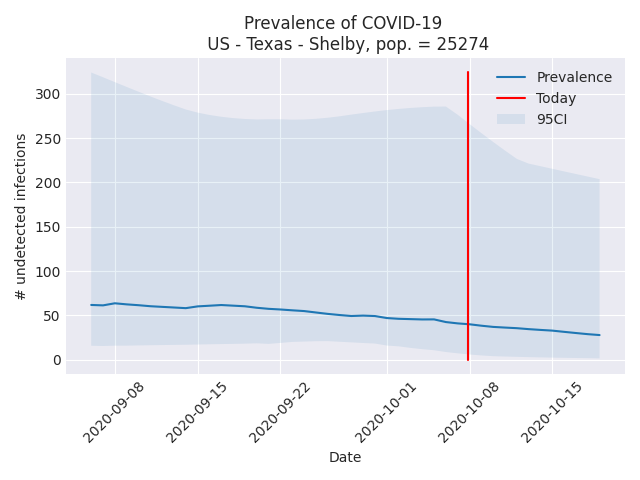 Prevalence of COVID-19
US - Texas - Shelby, pop. = 25274
Prevalence
Today
95CI
# undetected infections
300
250
200
150
100
50
0
2020-09-08
2020-09-15
2020-09-22
2020-10-01
2020-10-08
2020-10-15
Date